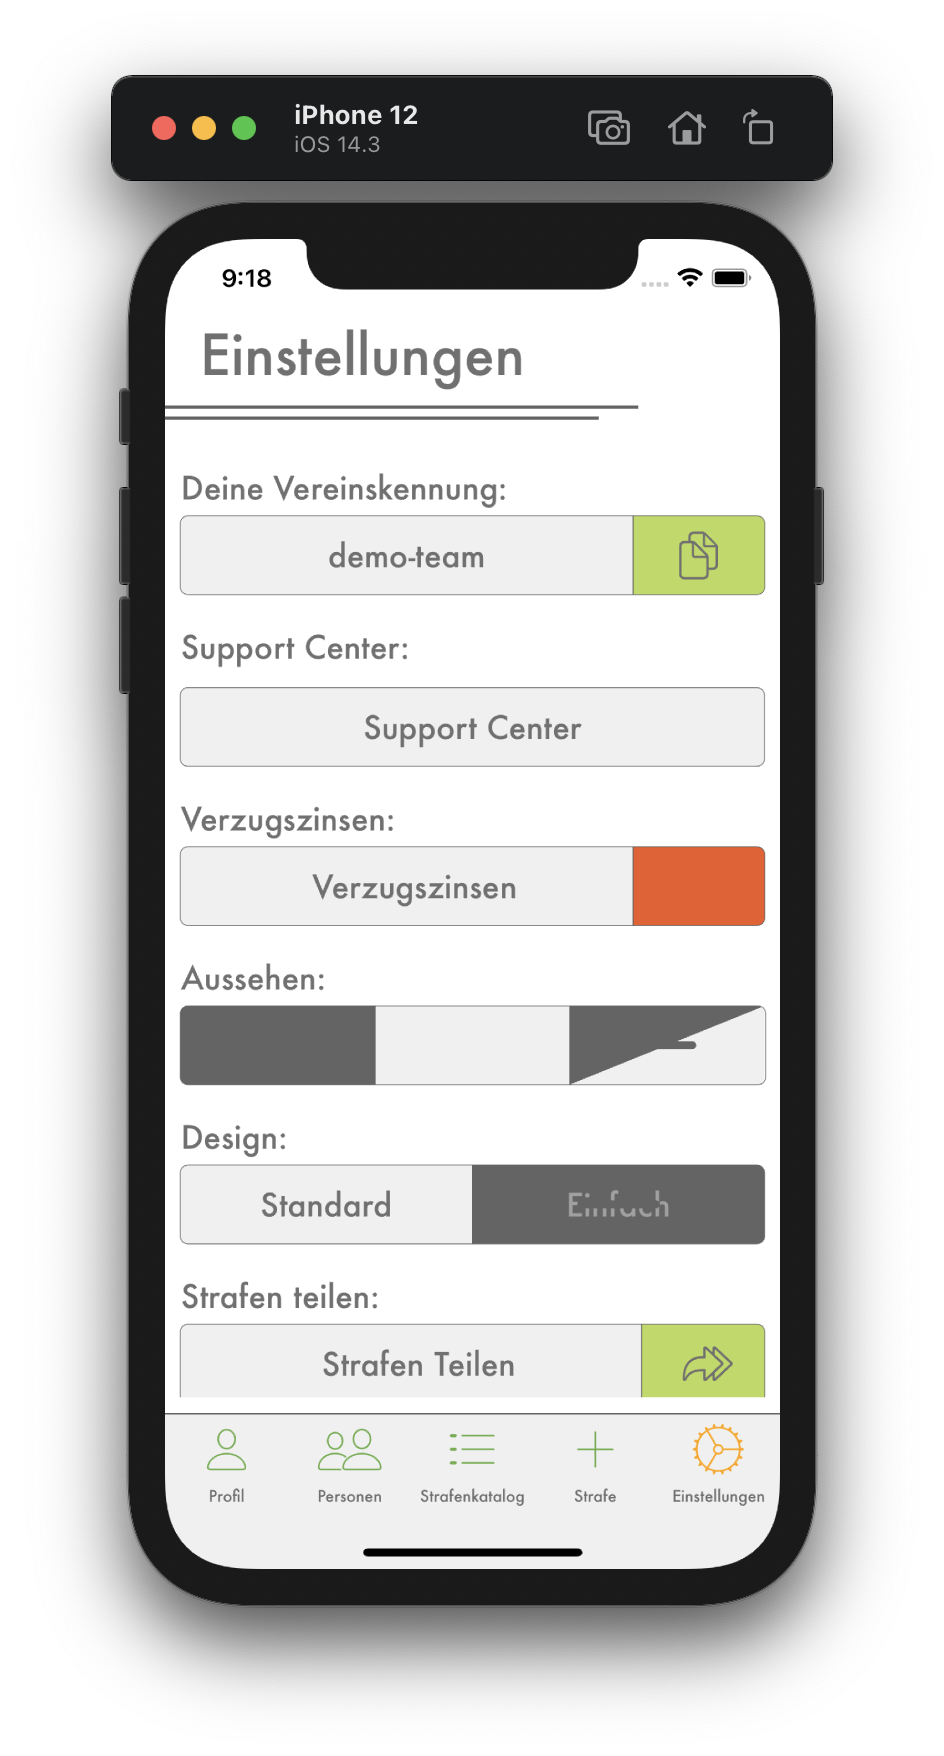 iPhone 12
iOS 14.3
9:18
Einstellungen
Deine Vereinskennung:
demo-team
Support Center:
Support Center
Verzugszinsen:
Verzugszinsen
Aussehen:
Design:
Standard
Einfach
Strafen teilen:
Strafen Teilen
Profil
Personen
Strafenkatalog
Strafe
Einstellungen